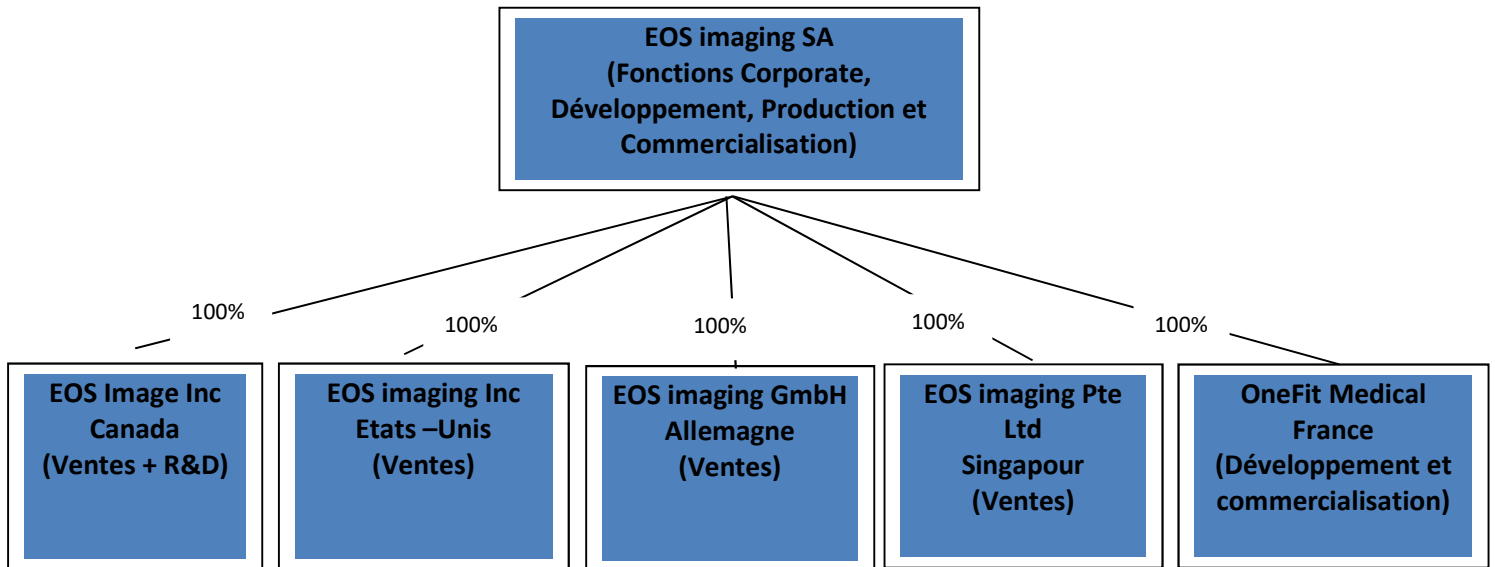 EOS imaging SA
(Fonctions Corporate,
Développement, Production et
Commercialisation)
100%
100%
100%
100%
100%
EOS Image Inc
Canada
(Ventes + R&D)
EOS imaging Inc
Etats –Unis
(Ventes)
EOS imaging GmbH
Allemagne
(Ventes)
EOS imaging Pte
Ltd
Singapour
(Ventes)
OneFit Medical
France
(Développement et
commercialisation)